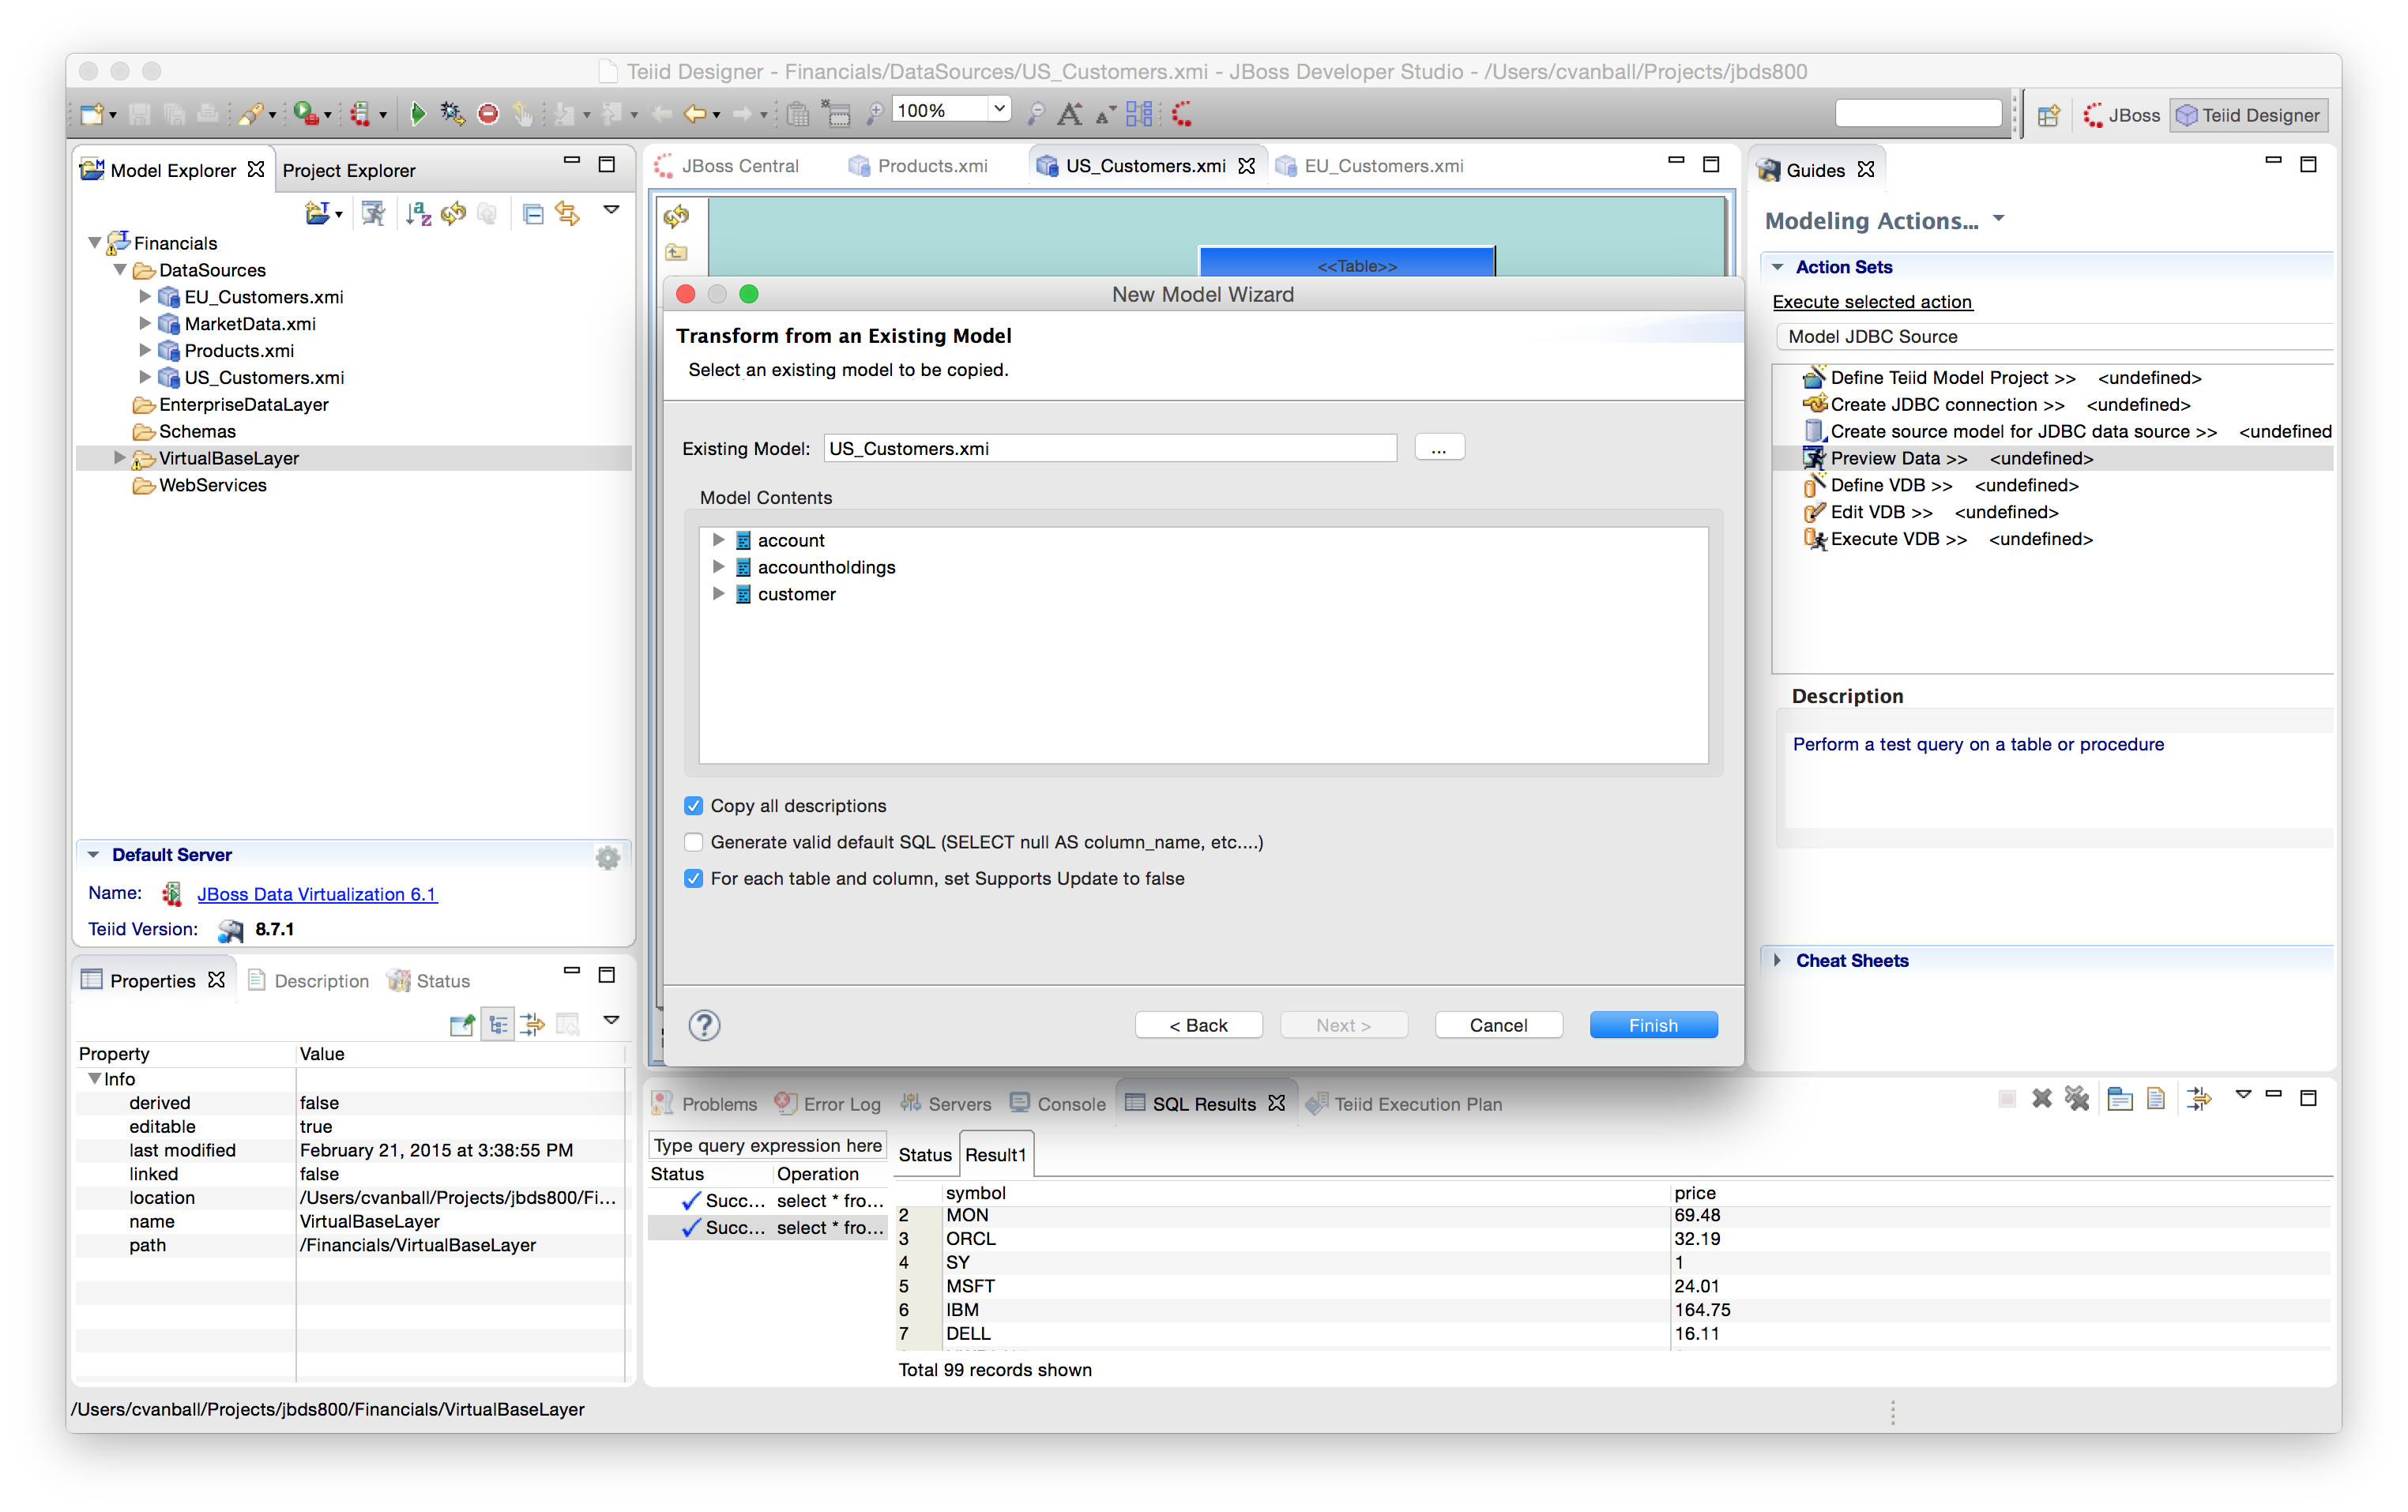 Teiid Designer - Financials/DataSources/US_Customers.xmi - JBoss Developer Studio - /Users/cvanball/Projects/jbds800
100%
JBoss
Teiid Designer
Model Explorer
Project Explorer
Financials
DataSources
EU_Customers.xmi
MarketData.xmi
Products.xmi
US_Customers.xmi
EnterpriseDataLayer
Schemas
VirtualBaseLayer
WebServices
Default Server
Name: JBoss Data Virtualization 6.1
Teiid Version: 8.7.1
JBoss Central
Products.xmi
US_Customers.xmi
EU_Customers.xmi
<<Table>>
New Model Wizard
Transform from an Existing Model
Select an existing model to be copied.
Existing Model: US_Customers.xmi ...
Model Contents
account
accountholdings
customer
Copy all descriptions
Generate valid default SQL (SELECT null AS column_name, etc....)
For each table and column, set Supports Update to false
? < Back Next > Cancel Finish
Guides
Modeling Actions...
Action Sets
Execute selected action
Model JDBC Source
Define Teiid Model Project >> <undefined>
Create JDBC connection >> <undefined>
Create source model for JDBC data source >> <undefined
Preview Data >> <undefined>
Define VDB >> <undefined>
Edit VDB >> <undefined>
Execute VDB >> <undefined>
Description
Perform a test query on a table or procedure
Cheat Sheets
Properties
Description
Status
Property Value
Info
derived false
editable true
last modified February 21, 2015 at 3:38:55 PM
linked false
location /Users/cvanball/Projects/jbds800/Fi...
name VirtualBaseLayer
path /Financials/VirtualBaseLayer
Problems
Error Log
Servers
Console
SQL Results
Teiid Execution Plan
Type query expression here
Status Operation
Succ... select * fro...
Succ... select * fro...
Status Result1
symbol price
2 MON 69.48
3 ORCL 32.19
4 SY 1
5 MSFT 24.01
6 IBM 164.75
7 DELL 16.11
Total 99 records shown
/Users/cvanball/Projects/jbds800/Financials/VirtualBaseLayer